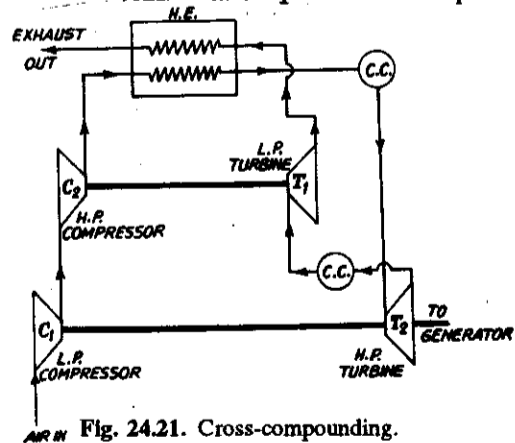 H.E.
EXHAUST
OUT
C.C.
L.P.
TURBINE
C2
T1
H.P.
COMPRESSOR
C.C.
C1
T2
TO
GENERATOR
L.P.
COMPRESSOR
H.P.
TURBINE
AIR IN
Fig. 24.21. Cross-compounding.